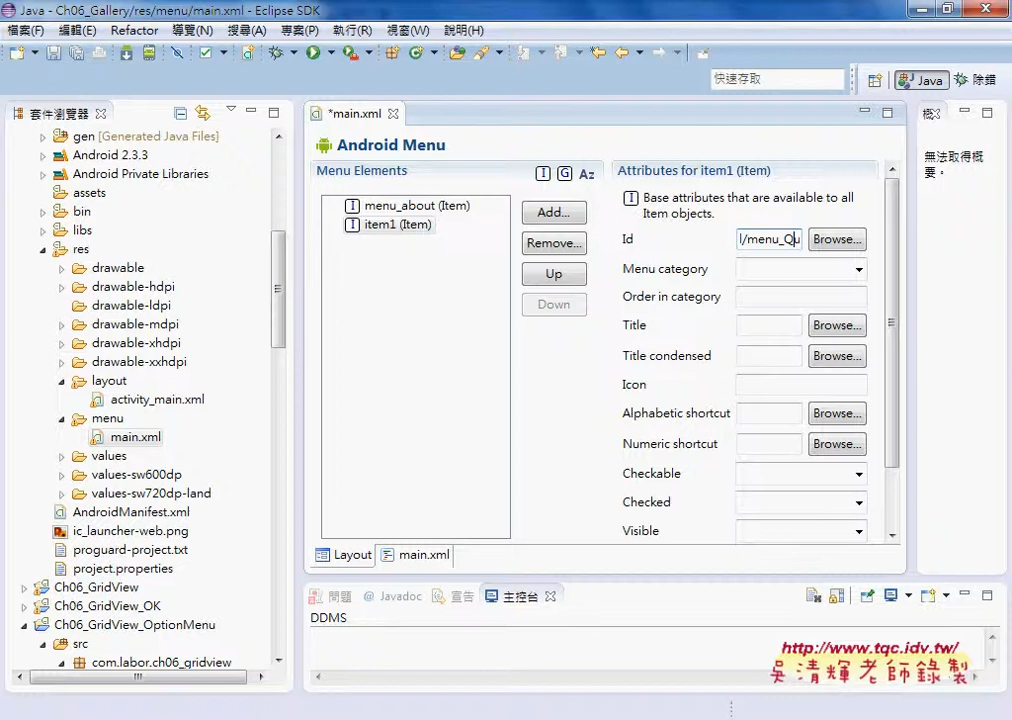 Java - Ch06_Gallery/res/menu/main.xml - Eclipse SDK
檔案(F) 編輯(E) Refactor 導覽(N) 搜尋(A) 專案(P) 執行(R) 視窗(W) 說明(H)
快速存取
Java
除錯
套件瀏覽器
gen [Generated Java Files]
Android 2.3.3
Android Private Libraries
assets
bin
libs
res
drawable
drawable-hdpi
drawable-ldpi
drawable-mdpi
drawable-xhdpi
drawable-xxhdpi
layout
activity_main.xml
menu
main.xml
values
values-sw600dp
values-sw720dp-land
AndroidManifest.xml
ic_launcher-web.png
proguard-project.txt
project.properties
Ch06_GridView
Ch06_GridView_OK
Ch06_GridView_OptionMenu
src
com.labor.ch06_gridview
*main.xml
Android Menu
Menu Elements
I G Az
I menu_about (Item)
I item1 (Item)
Add...
Remove...
Up
Down
Attributes for item1 (Item)
I Base attributes that are available to all
Item objects.
Id l/menu_Qu Browse...
Menu category
Order in category
Title Browse...
Title condensed Browse...
Icon
Alphabetic shortcut Browse...
Numeric shortcut Browse...
Checkable
Checked
Visible
Layout main.xml
概
無法取得概
要。
問題 @ Javadoc 宣告 主控台
DDMS
http://www.tqc.idv.tw/
吳清輝老師錄製